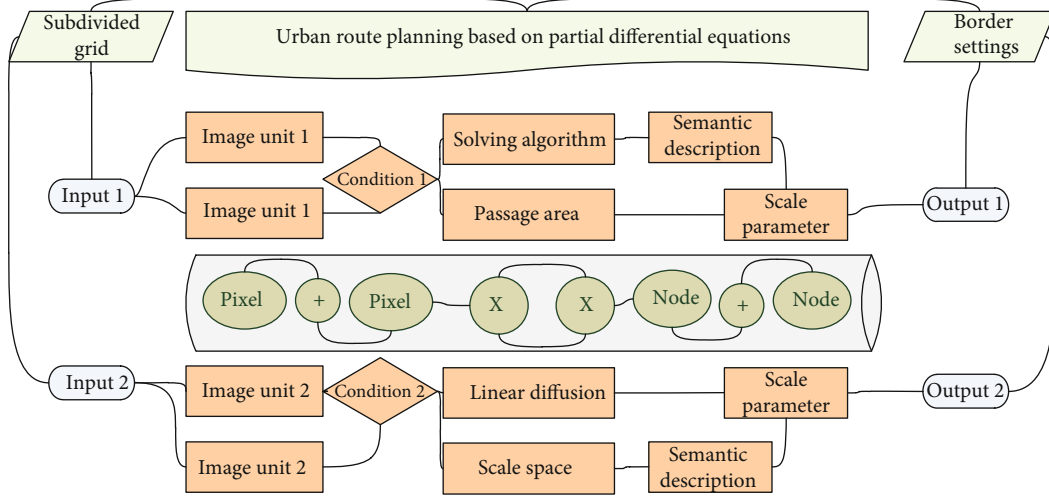 Subdivided
grid
Urban route planning based on partial differential equations
Border
settings
Image unit 1
Solving algorithm
Semantic
description
Input 1
Condition 1
Image unit 1
Passage area
Scale
parameter
Output 1
Pixel
+
Pixel
X
X
Node
+
Node
Input 2
Image unit 2
Condition 2
Linear diffusion
Scale
parameter
Output 2
Image unit 2
Scale space
Semantic
description